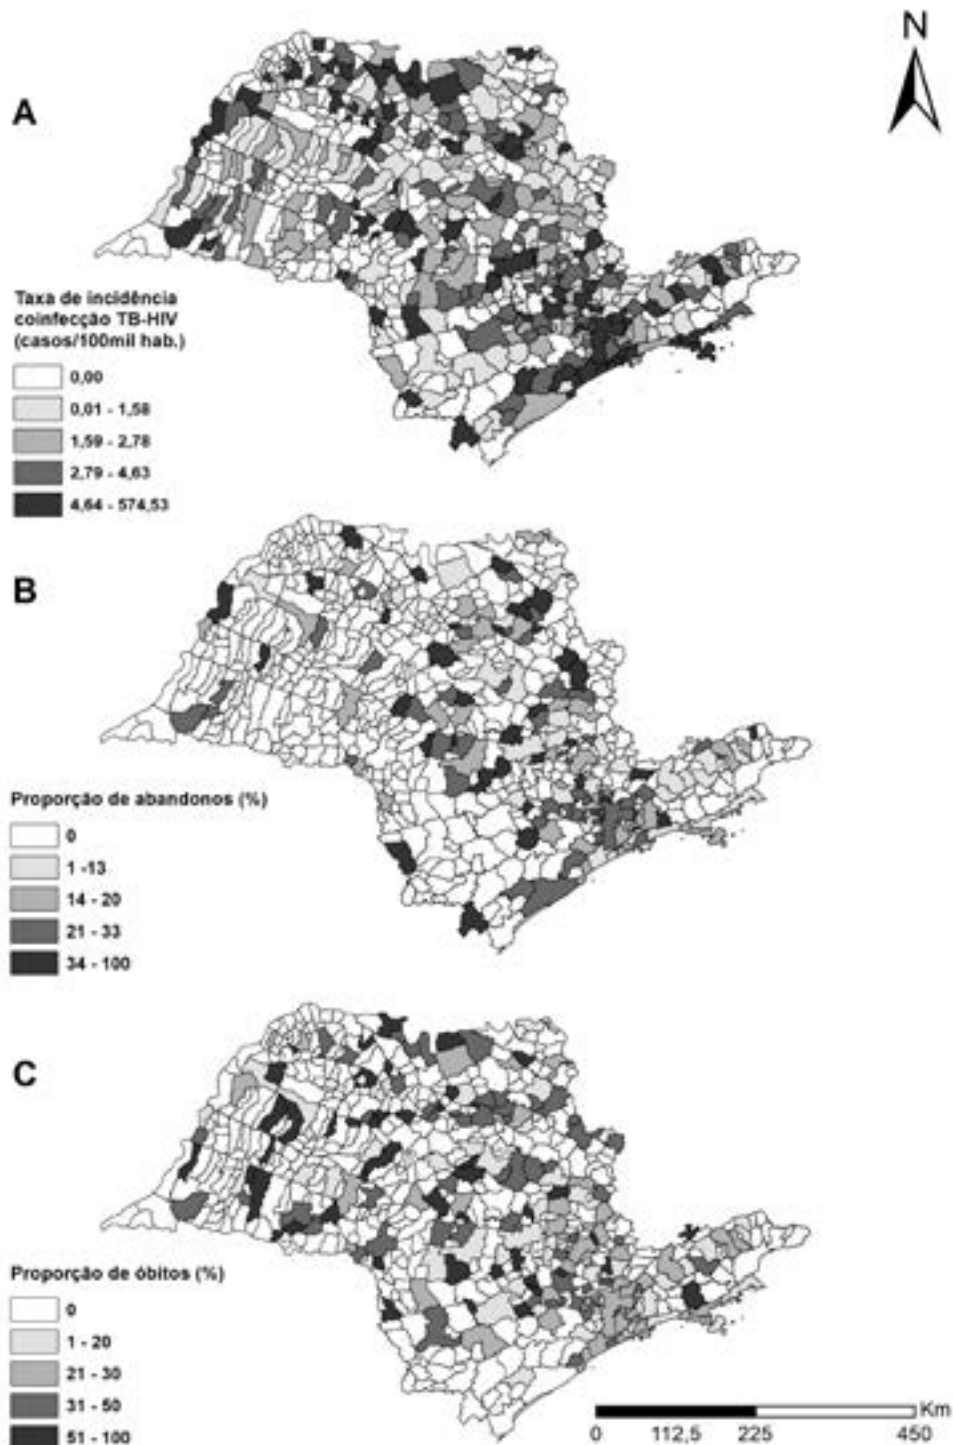 N
A
Taxa de incidência
coinfecção TB-HIV
(casos/100mil hab.)
0,00
0,01 - 1,58
1,59 - 2,78
2,79 - 4,63
4,64 - 574,53
B
Proporção de abandonos (%)
0
1 -13
14 - 20
21 - 33
34 - 100
C
Proporção de óbitos (%)
0
1 - 20
21 - 30
31 - 50
51 - 100
Km
0 112,5 225 450